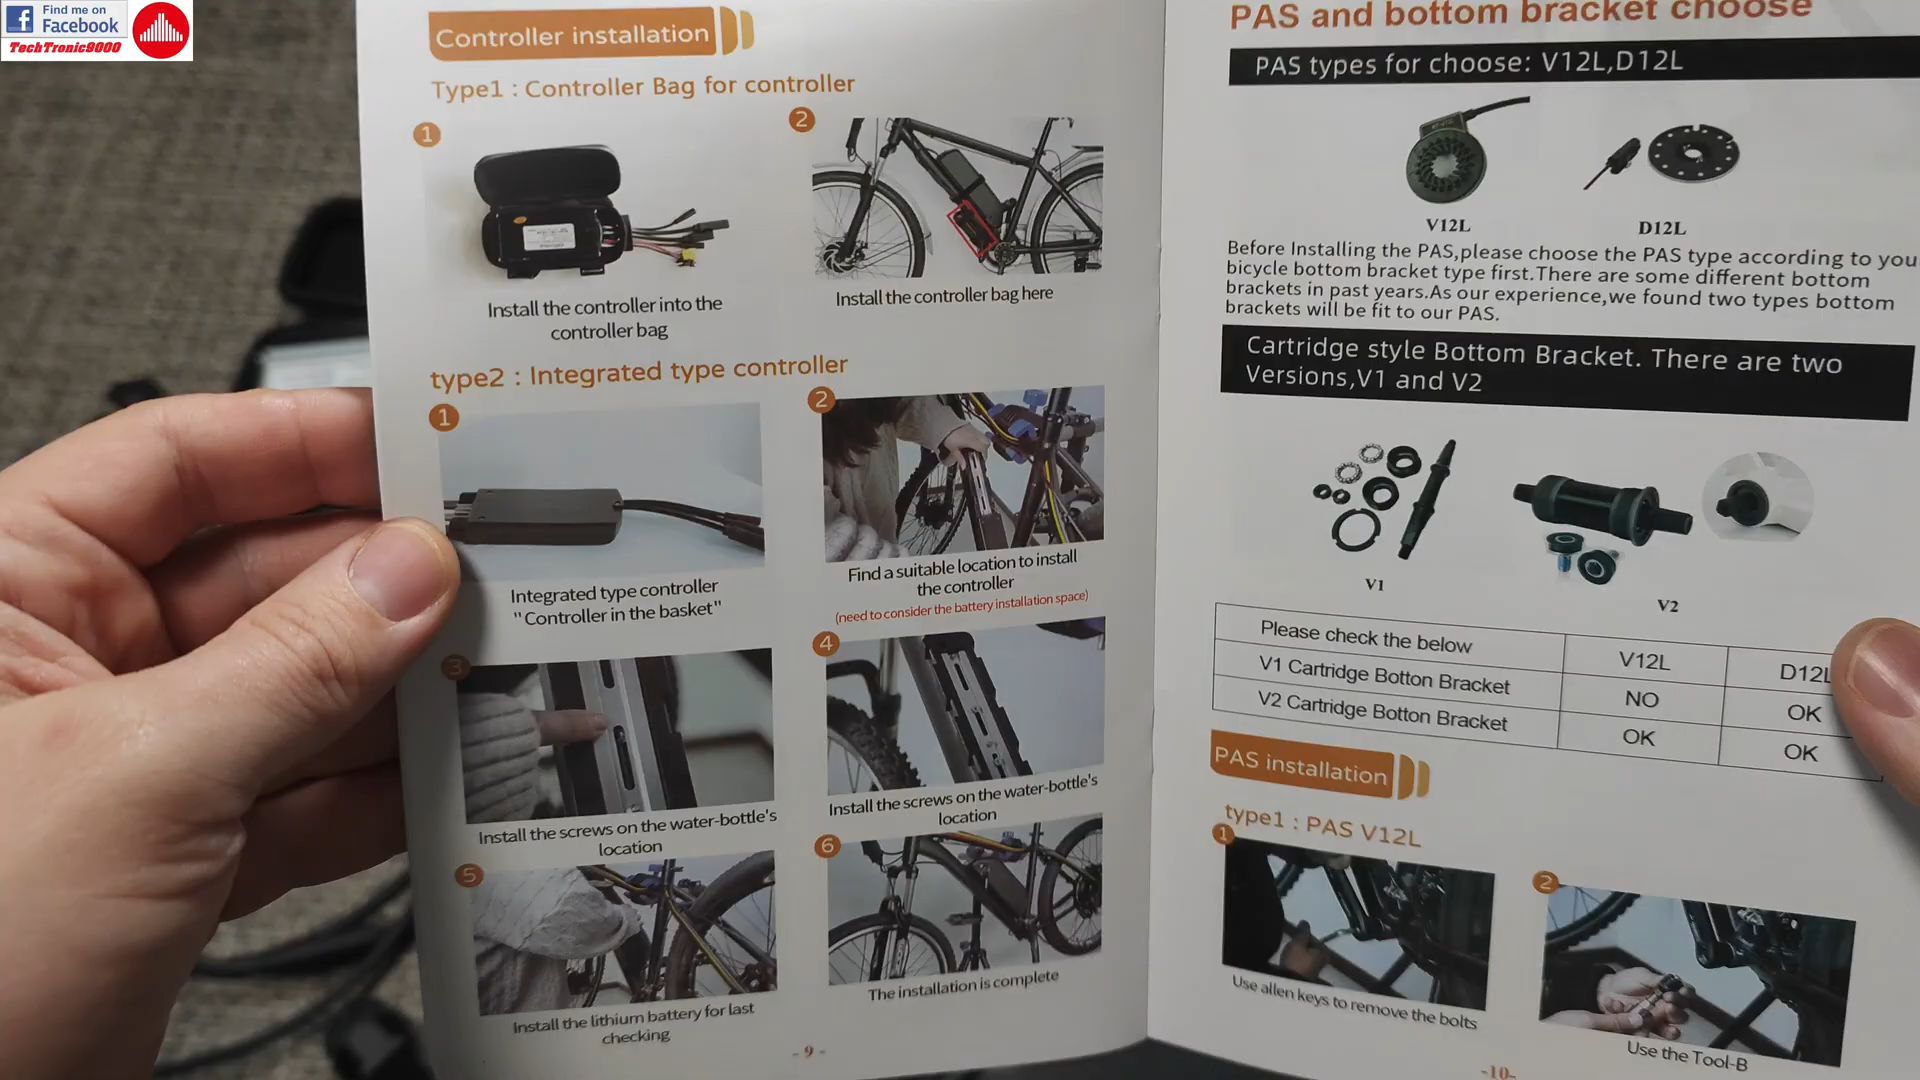 Find me on
Facebook
TechTronic9000
Controller installation
Type1 : Controller Bag for controller
1
2
Install the controller into the
controller bag
Install the controller bag here
type2 : Integrated type controller
1
2
Integrated type controller
"Controller in the basket"
Find a suitable location to install
the controller
(need to consider the battery installation space)
3
4
Install the screws on the water-bottle's
location
Install the screws on the water-bottle's
location
5
6
Install the lithium battery for last
checking
The installation is complete
- 9 -
PAS and bottom bracket choose
PAS types for choose: V12L,D12L
V12L
D12L
Before Installing the PAS,please choose the PAS type according to you
bicycle bottom bracket type first.There are some different bottom
brackets in past years.As our experience,we found two types bottom
brackets will be fit to our PAS.
Cartridge style Bottom Bracket. There are two
Versions,V1 and V2
V1
V2
Please check the below V12L D12L
V1 Cartridge Botton Bracket NO OK
V2 Cartridge Botton Bracket OK OK
PAS installation
type1 : PAS V12L
1
2
Use allen keys to remove the bolts
Use the Tool-B
-10-